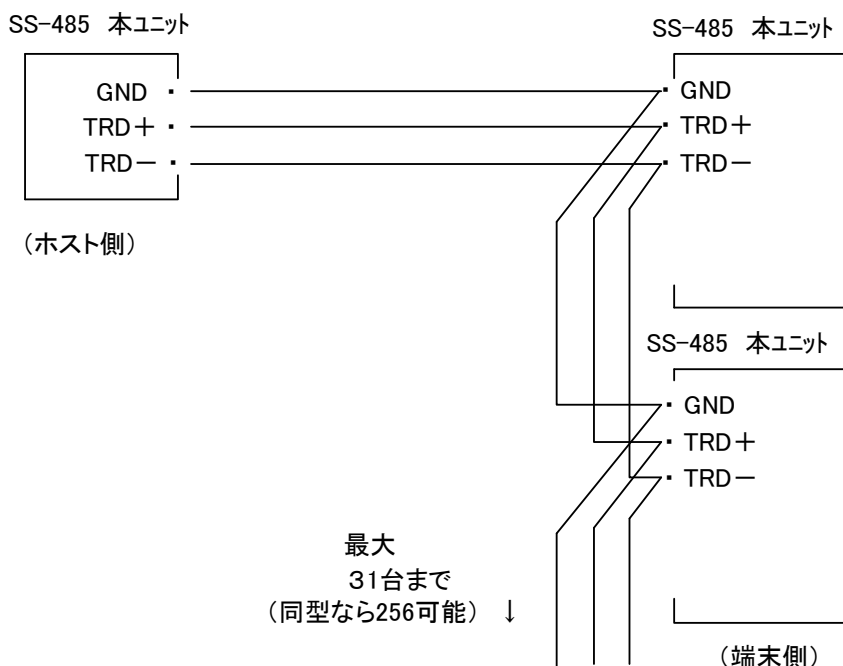 SS-485 本ユニット
GND
TRD+
TRD－
（ホスト側）
SS-485 本ユニット
GND
TRD+
TRD－
SS-485 本ユニット
GND
TRD+
TRD－
最大
３１台まで
（同型なら256可能） ↓
（端末側）